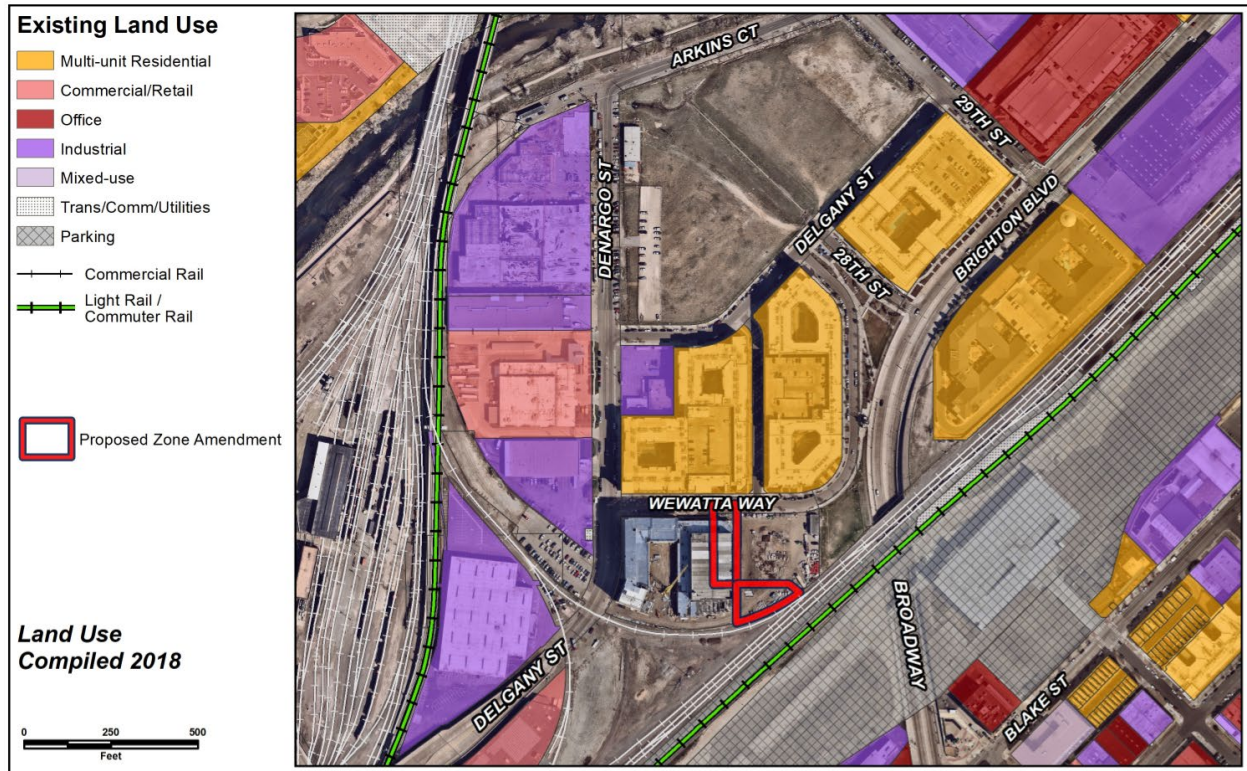 Existing Land Use
Multi-unit Residential
Commercial/Retail
Office
Industrial
Mixed-use
Trans/Comm/Utilities
Parking
Commercial Rail
Light Rail /
Commuter Rail
Proposed Zone Amendment
Land Use
Compiled 2018
0 250 500
Feet
ARKINS CT
29TH ST
DENARGO ST
DELGANY ST
BRIGHTON BLVD
28TH ST
WEWATTA WAY
BROADWAY
DELGANY ST
BLAKE ST